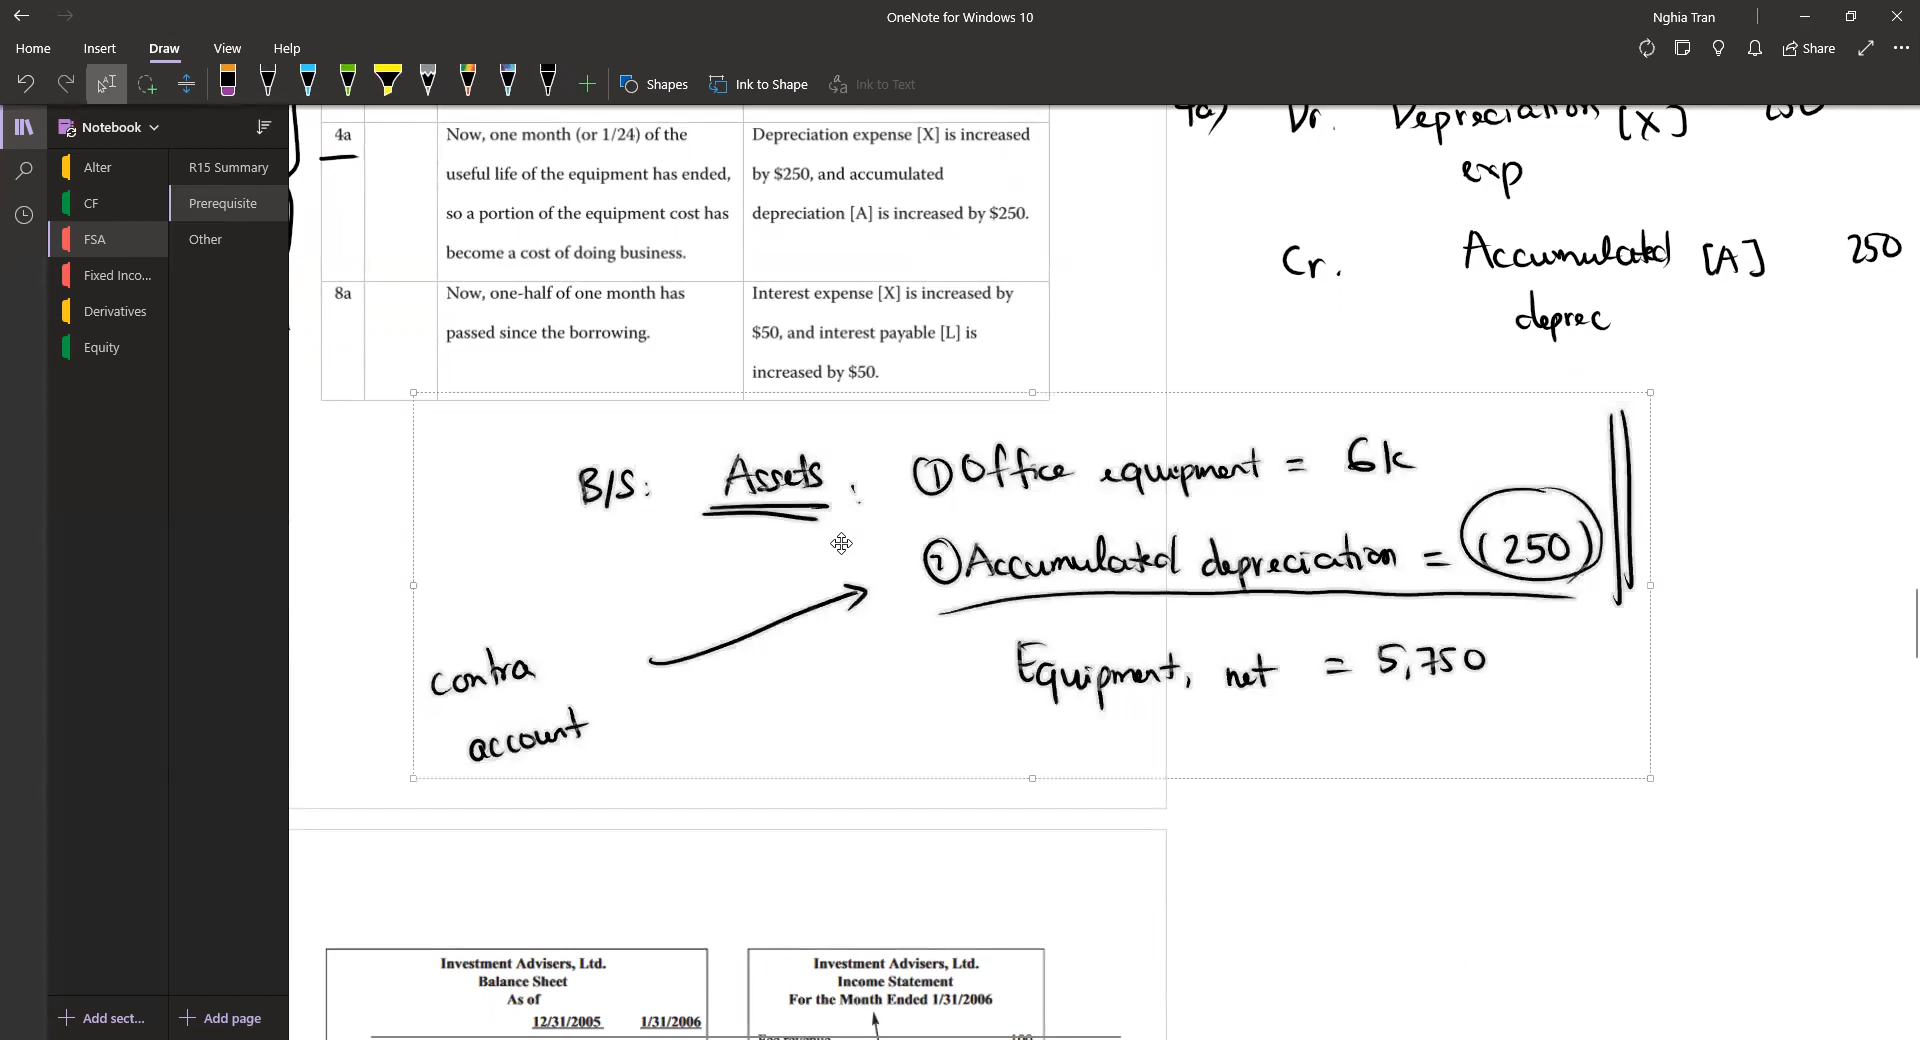 OneNote for Windows 10
Nghia Tran
Home Insert Draw View Help
Share
Shapes Ink to Shape Ink to Text
Notebook
Alter
CF
FSA
Fixed Inco...
Derivatives
Equity
R15 Summary
Prerequisite
Other
4a
Now, one month (or 1/24) of the
useful life of the equipment has ended,
so a portion of the equipment cost has
become a cost of doing business.
Depreciation expense [X] is increased
by $250, and accumulated
depreciation [A] is increased by $250.
8a
Now, one-half of one month has
passed since the borrowing.
Interest expense [X] is increased by
$50, and interest payable [L] is
increased by $50.
4a) Dr. Depreciation [X] 250
exp
Cr. Accumulated [A] 250
deprec
B/S: Assets: ① Office equipment = 6k
② Accumulated depreciation = (250)
Equipment, net = 5,750
contra
account
Investment Advisers, Ltd.
Balance Sheet
As of
12/31/2005 1/31/2006
Investment Advisers, Ltd.
Income Statement
For the Month Ended 1/31/2006
Fee revenue 100
Add sect...
Add page